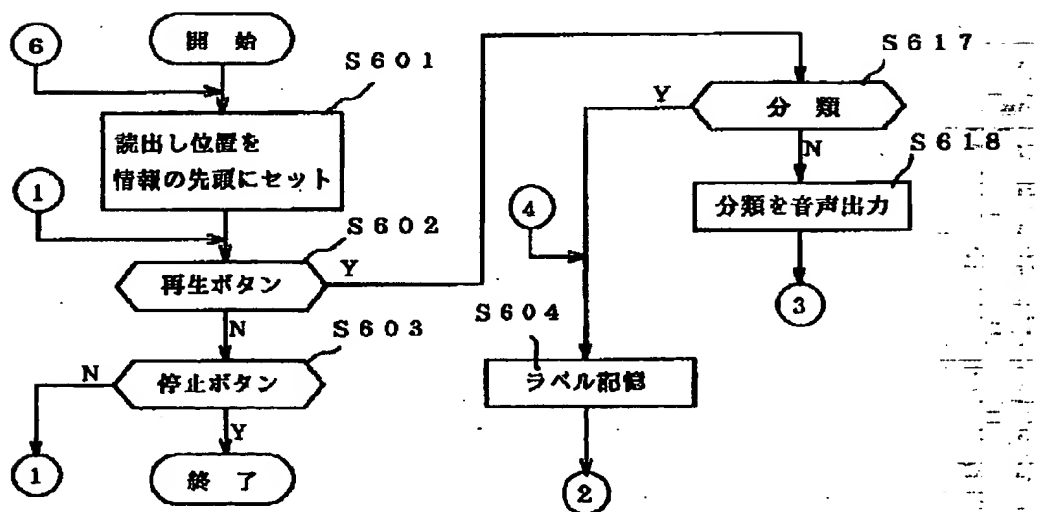 6
開 始
S601
読出し位置を
情報の先頭にセット
1
S602
再生ボタン
Y
N
S603
停止ボタン
N
Y
1
終 了
S617
分 類
Y
N
S618
分類を音声出力
3
4
S604
ラベル記憶
2